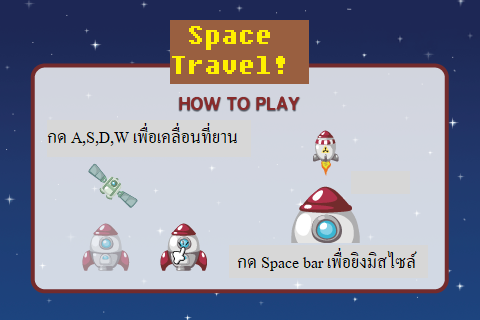 Space
Travel!
HOW TO PLAY
กด A,S,D,W เพื่อเคลื่อนที่ยาน
กด Space bar เพื่อยิงมิสไซล์